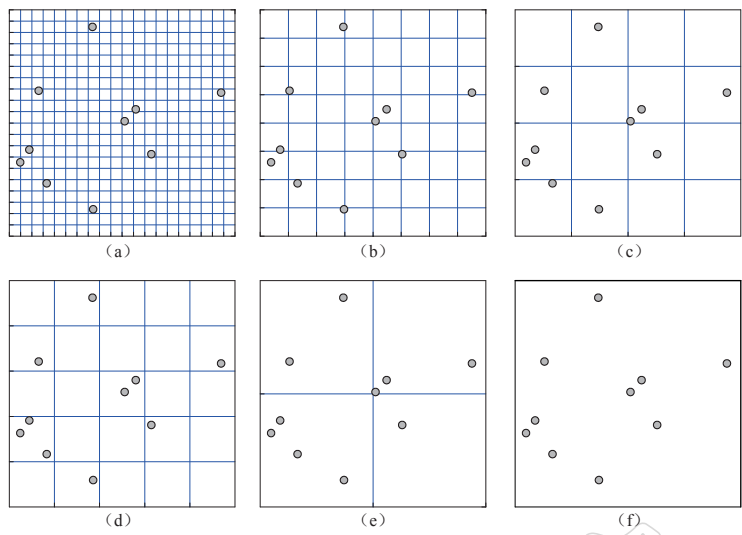 （a）
（b）
（c）
（d）
（e）
（f）